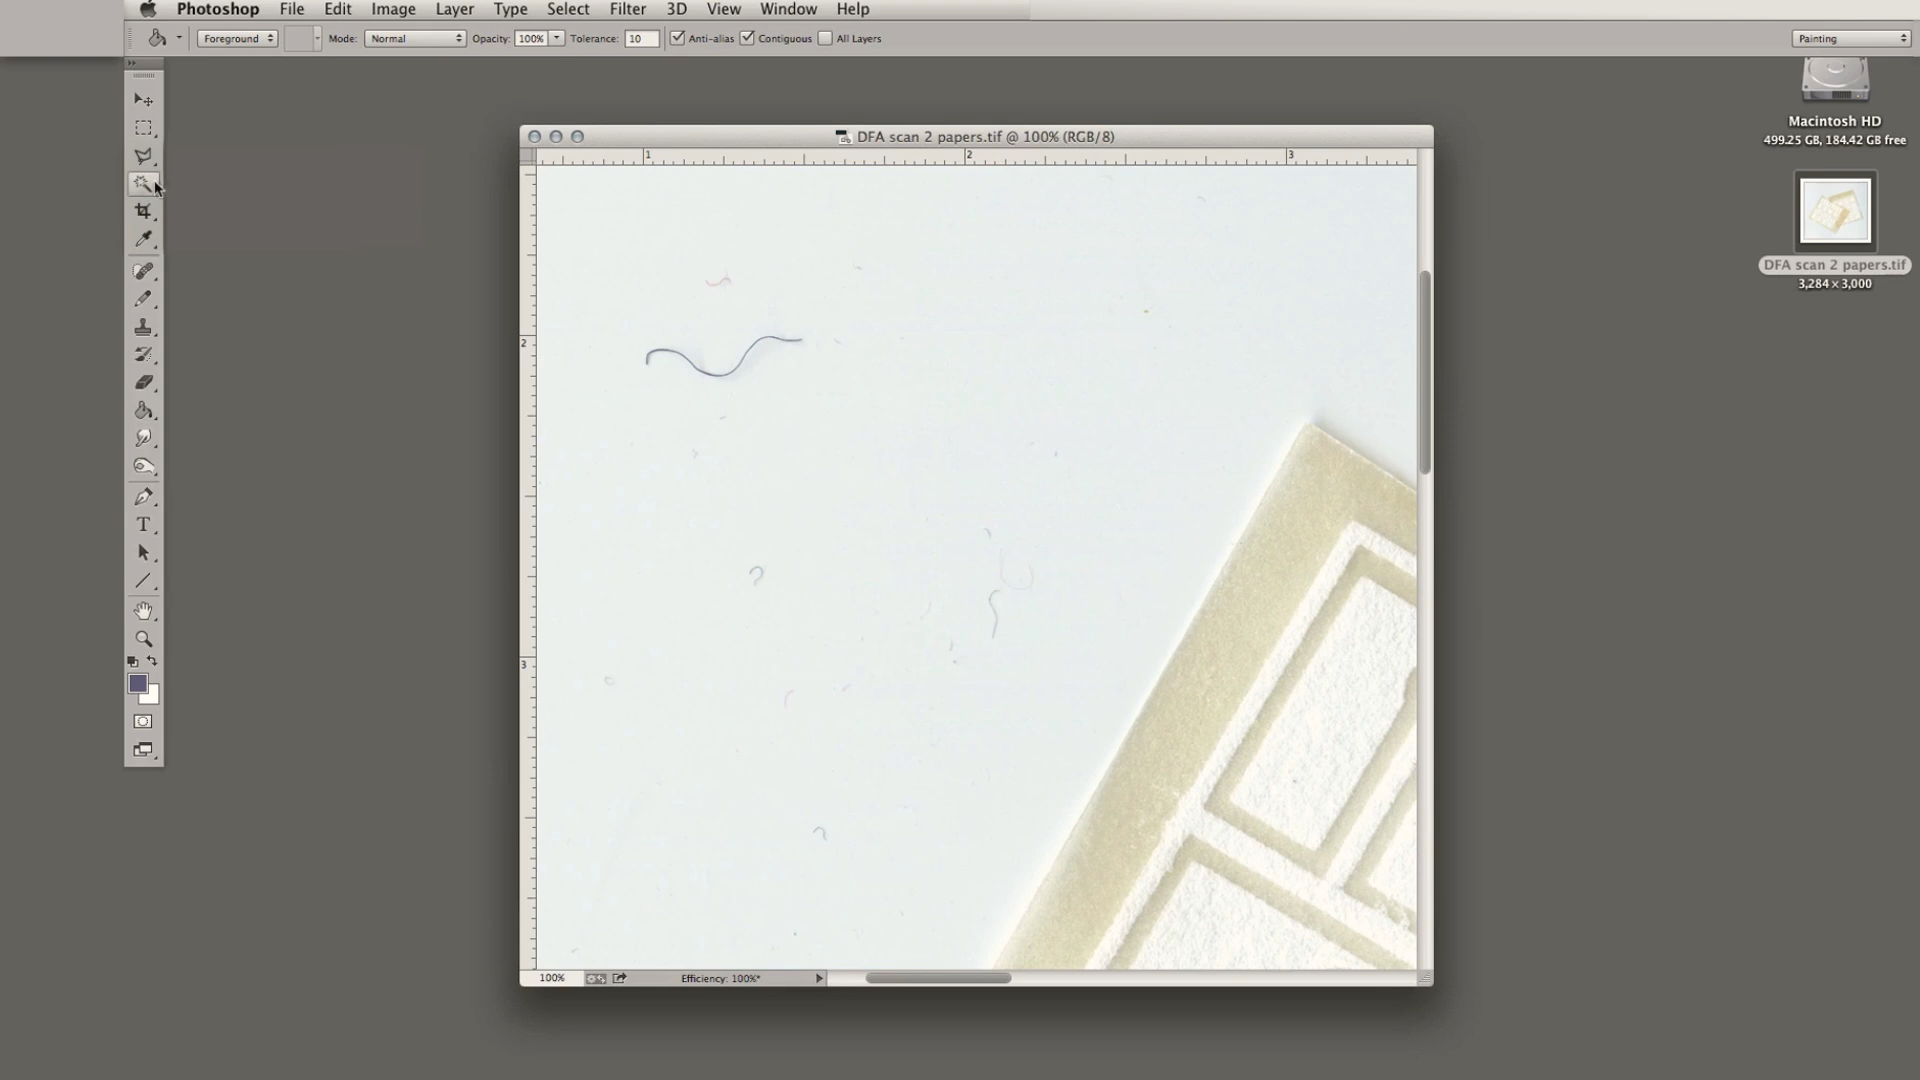 Photoshop File Edit Image Layer Type Select Filter 3D View Window Help
Foreground Mode: Normal Opacity: 100% Tolerance: 10 Anti-alias Contiguous All Layers Painting
DFA scan 2 papers.tif @ 100% (RGB/8)
1 2 3
2
3
T
100% Efficiency: 100%*
Macintosh HD
499.25 GB, 184.42 GB free
DFA scan 2 papers.tif
3,284 × 3,000